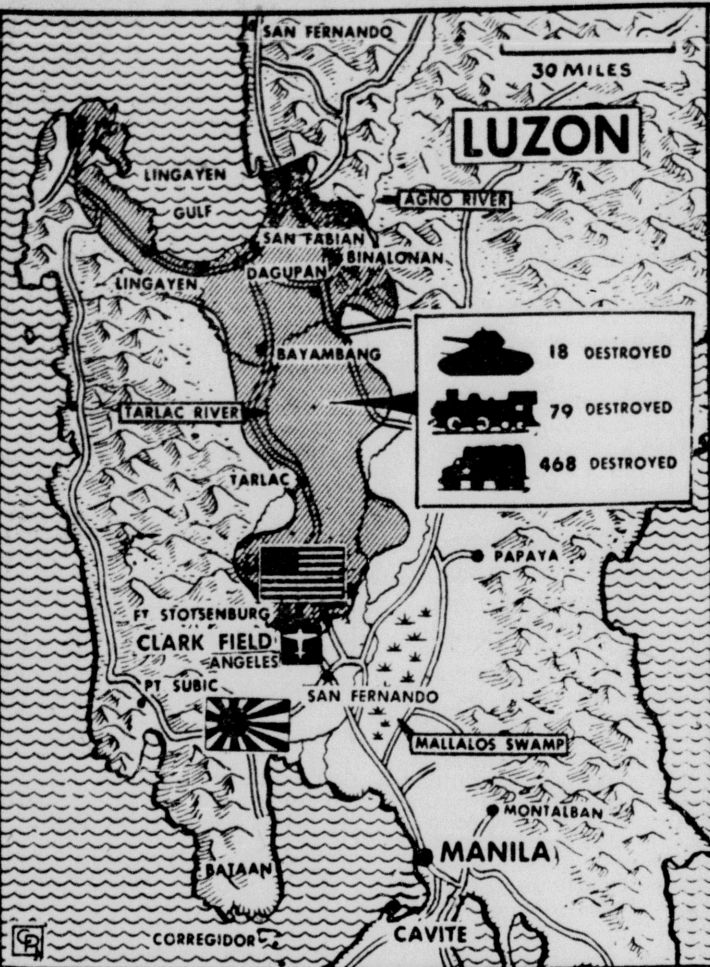 SAN FERNANDO
30 MILES
LUZON
LINGAYEN
GULF
AGNO RIVER
SAN FABIAN
BINALONAN
DAGUPAN
LINGAYEN
18 DESTROYED
BAYAMBANG
79 DESTROYED
TARLAC RIVER
468 DESTROYED
TARLAC
PAPAYA
FT STOTSENBURG
CLARK FIELD
ANGELES
PT SUBIC
SAN FERNANDO
MALLALOS SWAMP
MONTALBAN
MANILA
BATAAN
CAVITE
CORREGIDOR